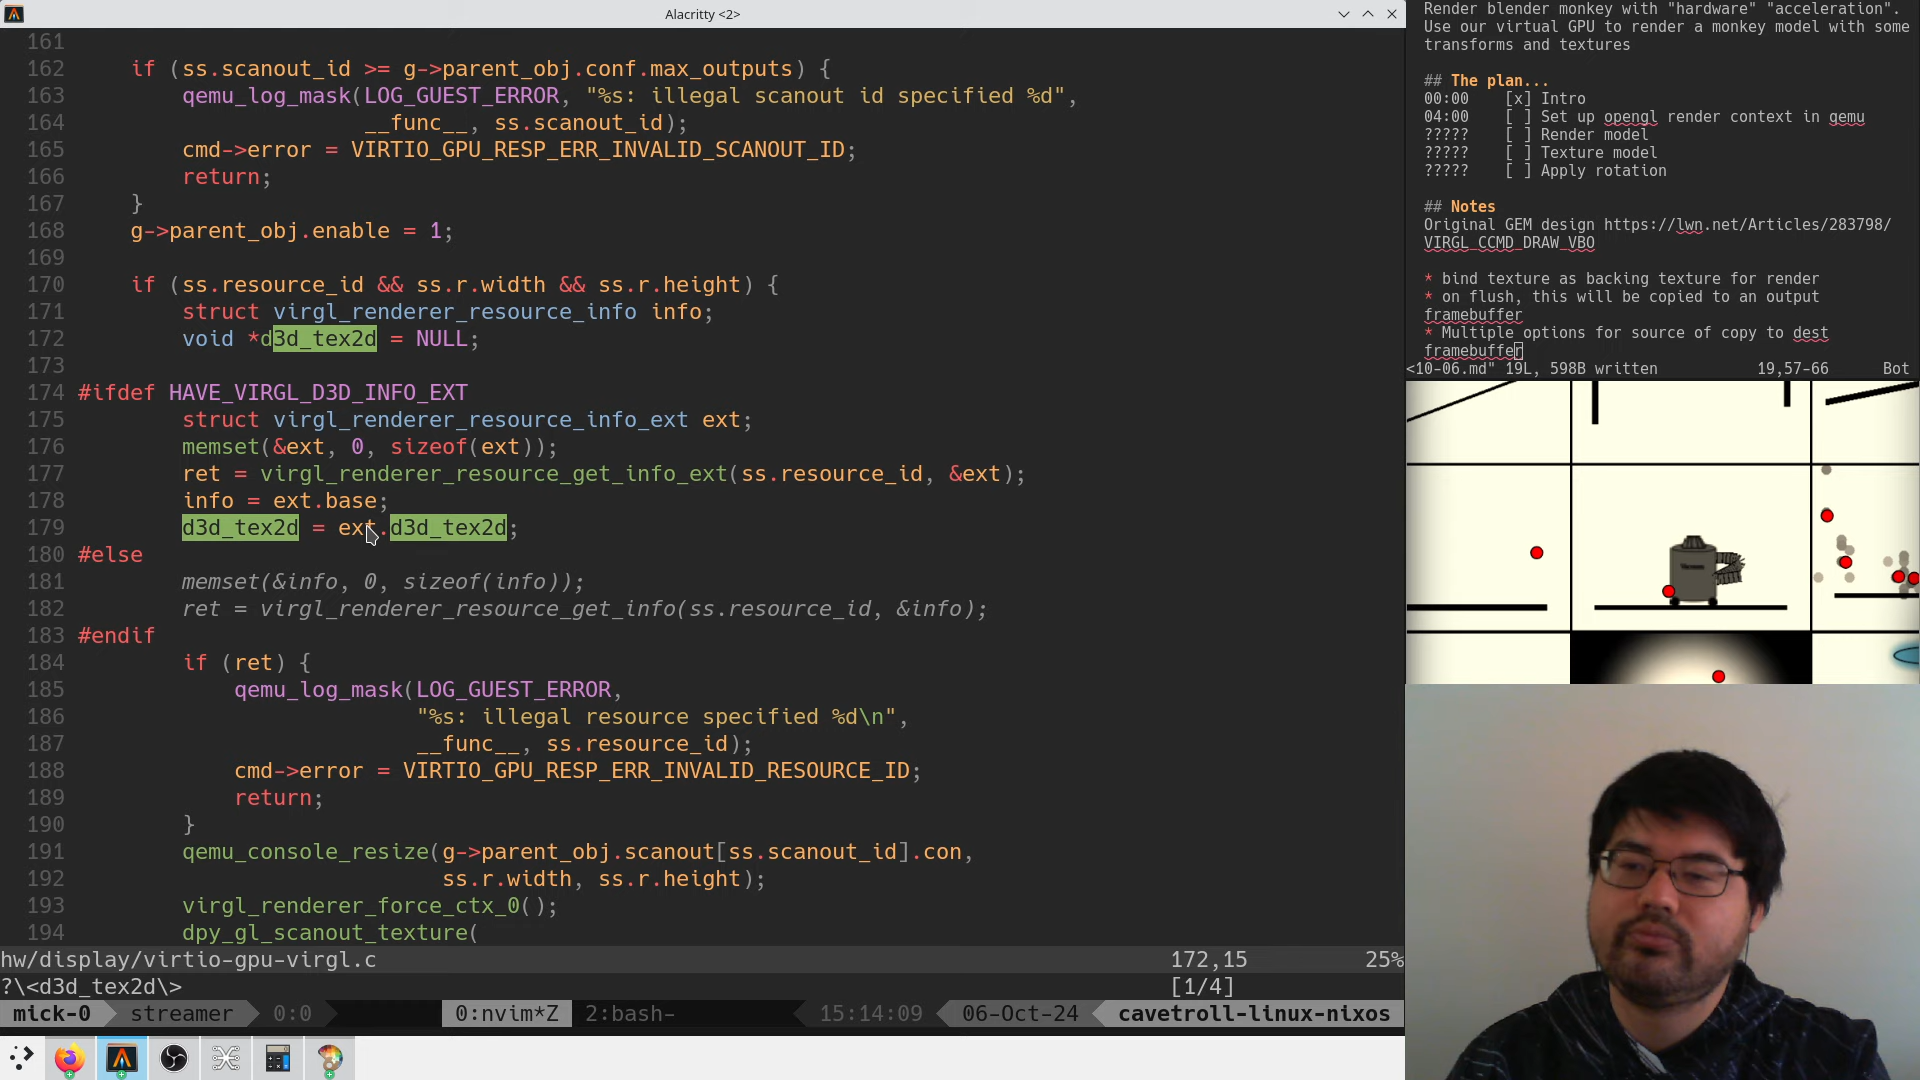 Alacritty <2>
161
162 if (ss.scanout_id >= g->parent_obj.conf.max_outputs) {
163 qemu_log_mask(LOG_GUEST_ERROR, "%s: illegal scanout id specified %d",
164 __func__, ss.scanout_id);
165 cmd->error = VIRTIO_GPU_RESP_ERR_INVALID_SCANOUT_ID;
166 return;
167 }
168 g->parent_obj.enable = 1;
169
170 if (ss.resource_id && ss.r.width && ss.r.height) {
171 struct virgl_renderer_resource_info info;
172 void *d3d_tex2d = NULL;
173
174 #ifdef HAVE_VIRGL_D3D_INFO_EXT
175 struct virgl_renderer_resource_info_ext ext;
176 memset(&ext, 0, sizeof(ext));
177 ret = virgl_renderer_resource_get_info_ext(ss.resource_id, &ext);
178 info = ext.base;
179 d3d_tex2d = ext.d3d_tex2d;
180 #else
181 memset(&info, 0, sizeof(info));
182 ret = virgl_renderer_resource_get_info(ss.resource_id, &info);
183 #endif
184 if (ret) {
185 qemu_log_mask(LOG_GUEST_ERROR,
186 "%s: illegal resource specified %d\n",
187 __func__, ss.resource_id);
188 cmd->error = VIRTIO_GPU_RESP_ERR_INVALID_RESOURCE_ID;
189 return;
190 }
191 qemu_console_resize(g->parent_obj.scanout[ss.scanout_id].con,
192 ss.r.width, ss.r.height);
193 virgl_renderer_force_ctx_0();
194 dpy_gl_scanout_texture(
hw/display/virtio-gpu-virgl.c 172,15 25%
?\<d3d_tex2d\> [1/4]
mick-0 streamer 0:0 0:nvim*Z 2:bash- 15:14:09 06-Oct-24 cavetroll-linux-nixos
Render blender monkey with "hardware" "acceleration".
Use our virtual GPU to render a monkey model with some
transforms and textures
## The plan...
00:00 [x] Intro
04:00 [ ] Set up opengl render context in qemu
????? [ ] Render model
????? [ ] Texture model
????? [ ] Apply rotation
## Notes
Original GEM design https://lwn.net/Articles/283798/
VIRGL_CCMD_DRAW_VBO
* bind texture as backing texture for render
* on flush, this will be copied to an output
framebuffer
* Multiple options for source of copy to dest
framebuffer
<10-06.md" 19L, 598B written 19,57-66 Bot